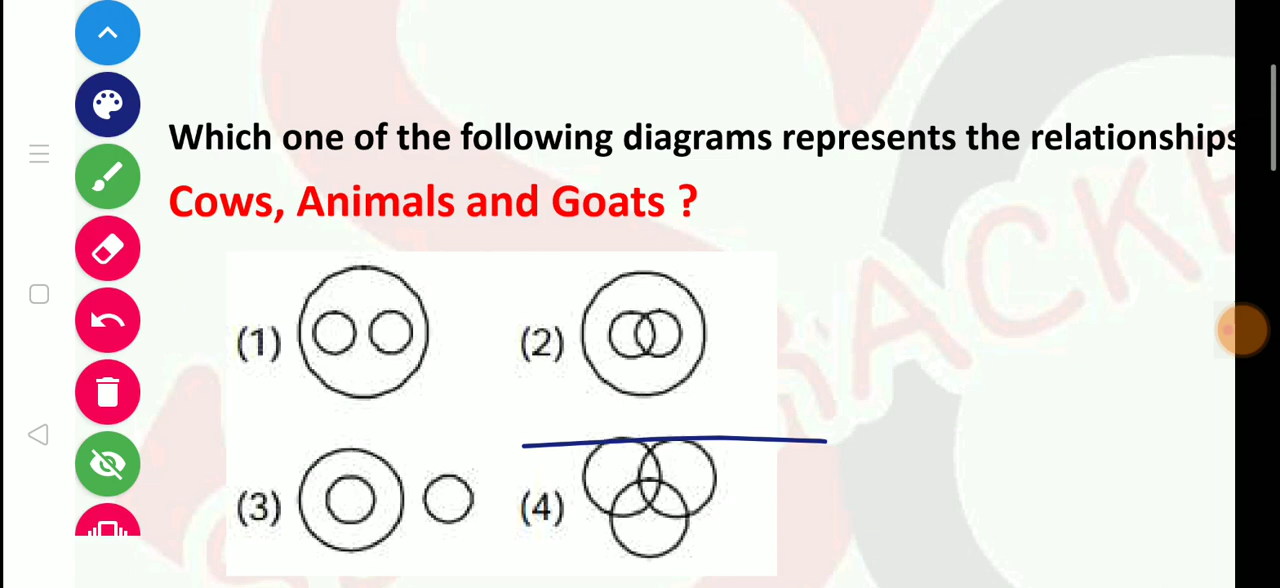 Which one of the following diagrams represents the relationships
Cows, Animals and Goats ?
(1)
(2)
(3)
(4)